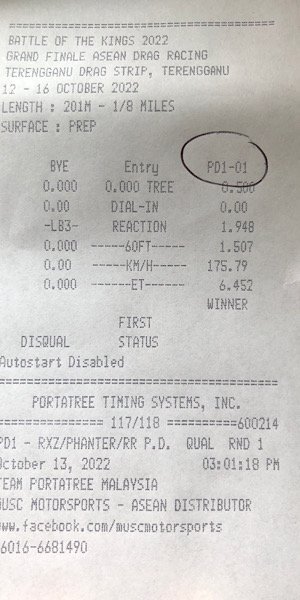 BATTLE OF THE KINGS 2022
GRAND FINALE ASEAN DRAG RACING
TERENGGANU DRAG STRIP, TERENGGANU
12 - 16 OCTOBER 2022
LENGTH : 201M - 1/8 MILES
SURFACE : PREP
BYE Entry PD1-01
0.000 0.000 TREE 0.500
0.00 DIAL-IN 0.00
-LB3- REACTION 1.948
0.000 ------60FT----- 1.507
0.00 ------KM/H----- 175.79
0.000 -------ET------ 6.452
WINNER
FIRST
DISQUAL STATUS
Autostart Disabled
PORTATREE TIMING SYSTEMS, INC.
============ 117/118 ==========600214
PD1 - RXZ/PHANTER/RR P.D. QUAL RND 1
October 13, 2022 03:01:18 PM
TEAM PORTATREE MALAYSIA
MUSC MOTORSPORTS - ASEAN DISTRIBUTOR
www.facebook.com/muscmotorsports
6016-6681490